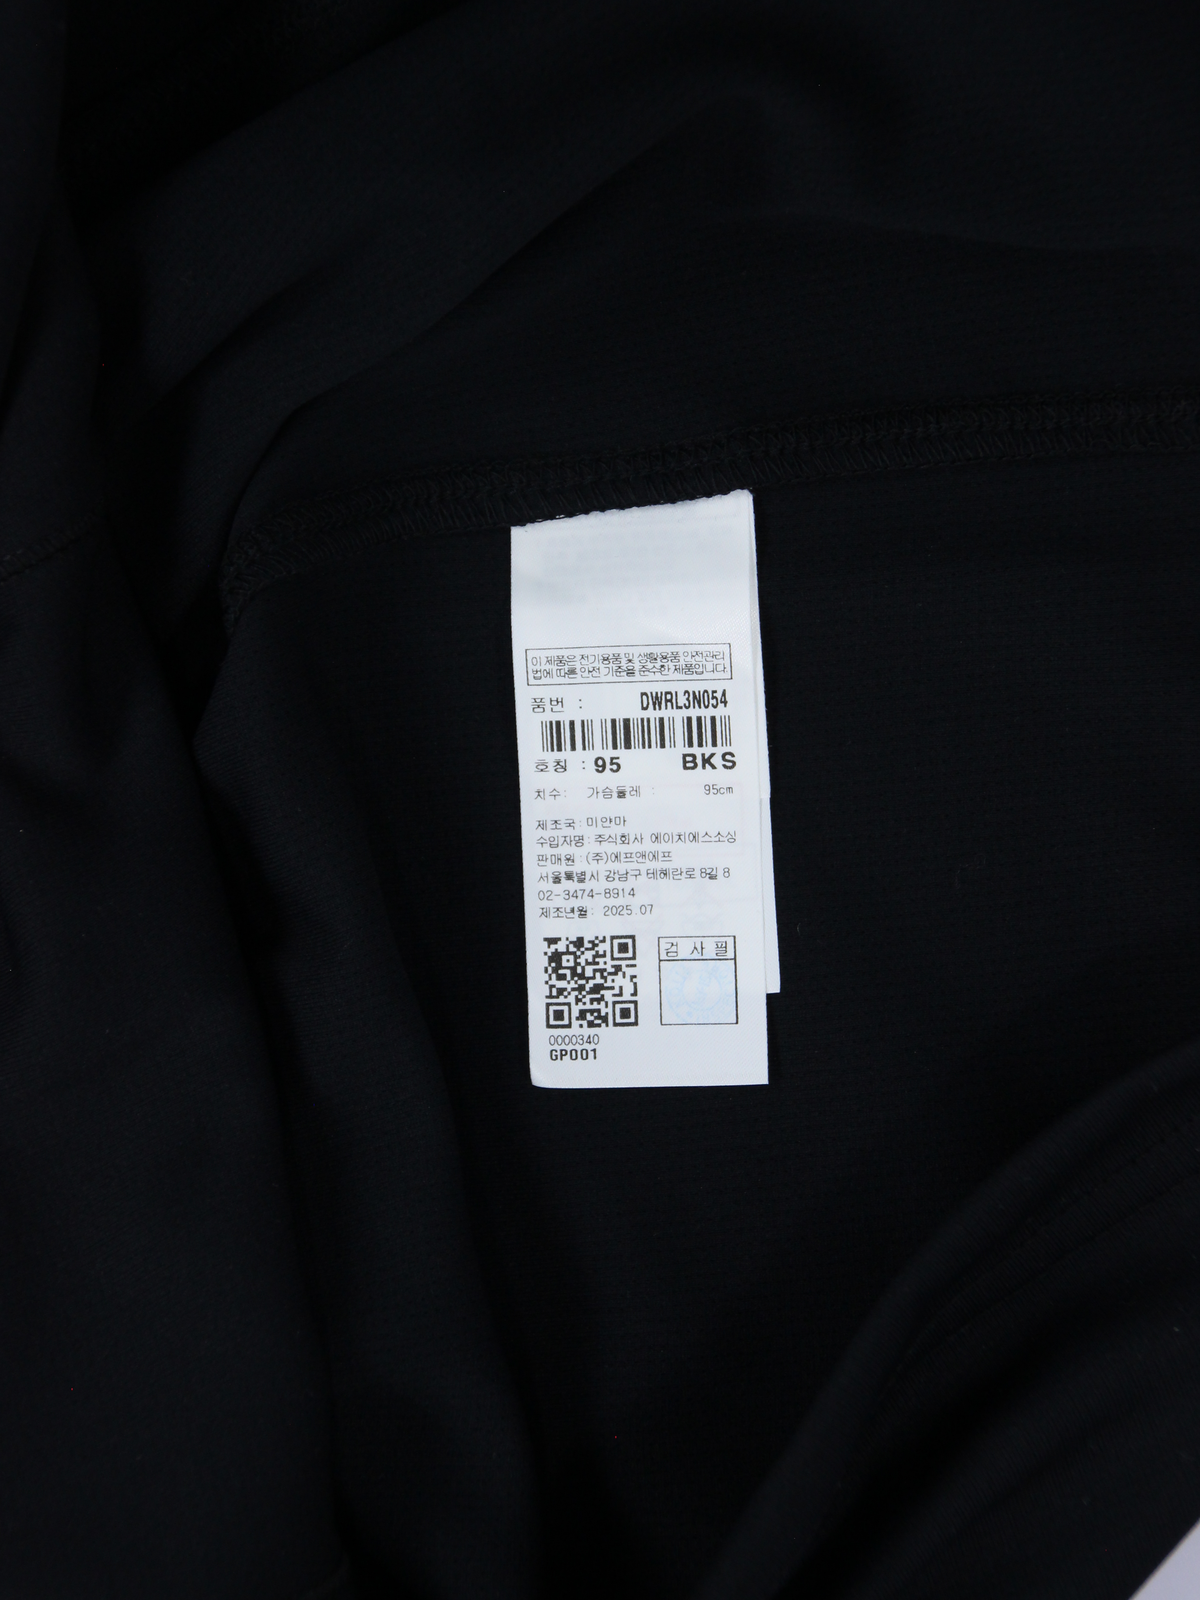 이 제품은 전기용품 및 생활용품 안전관리
법에 따른 안전 기준을 준수한 제품입니다.
품번 : DWRL3N054
호칭 : 95 BKS
치수: 가슴둘레 : 95cm
제조국: 미얀마
수입자명: 주식회사 에이치에스소싱
판매원: (주)에프앤에프
서울특별시 강남구 테헤란로 8길 8
02-3474-8914
제조년월: 2025.07
검사필
0000340
GP001